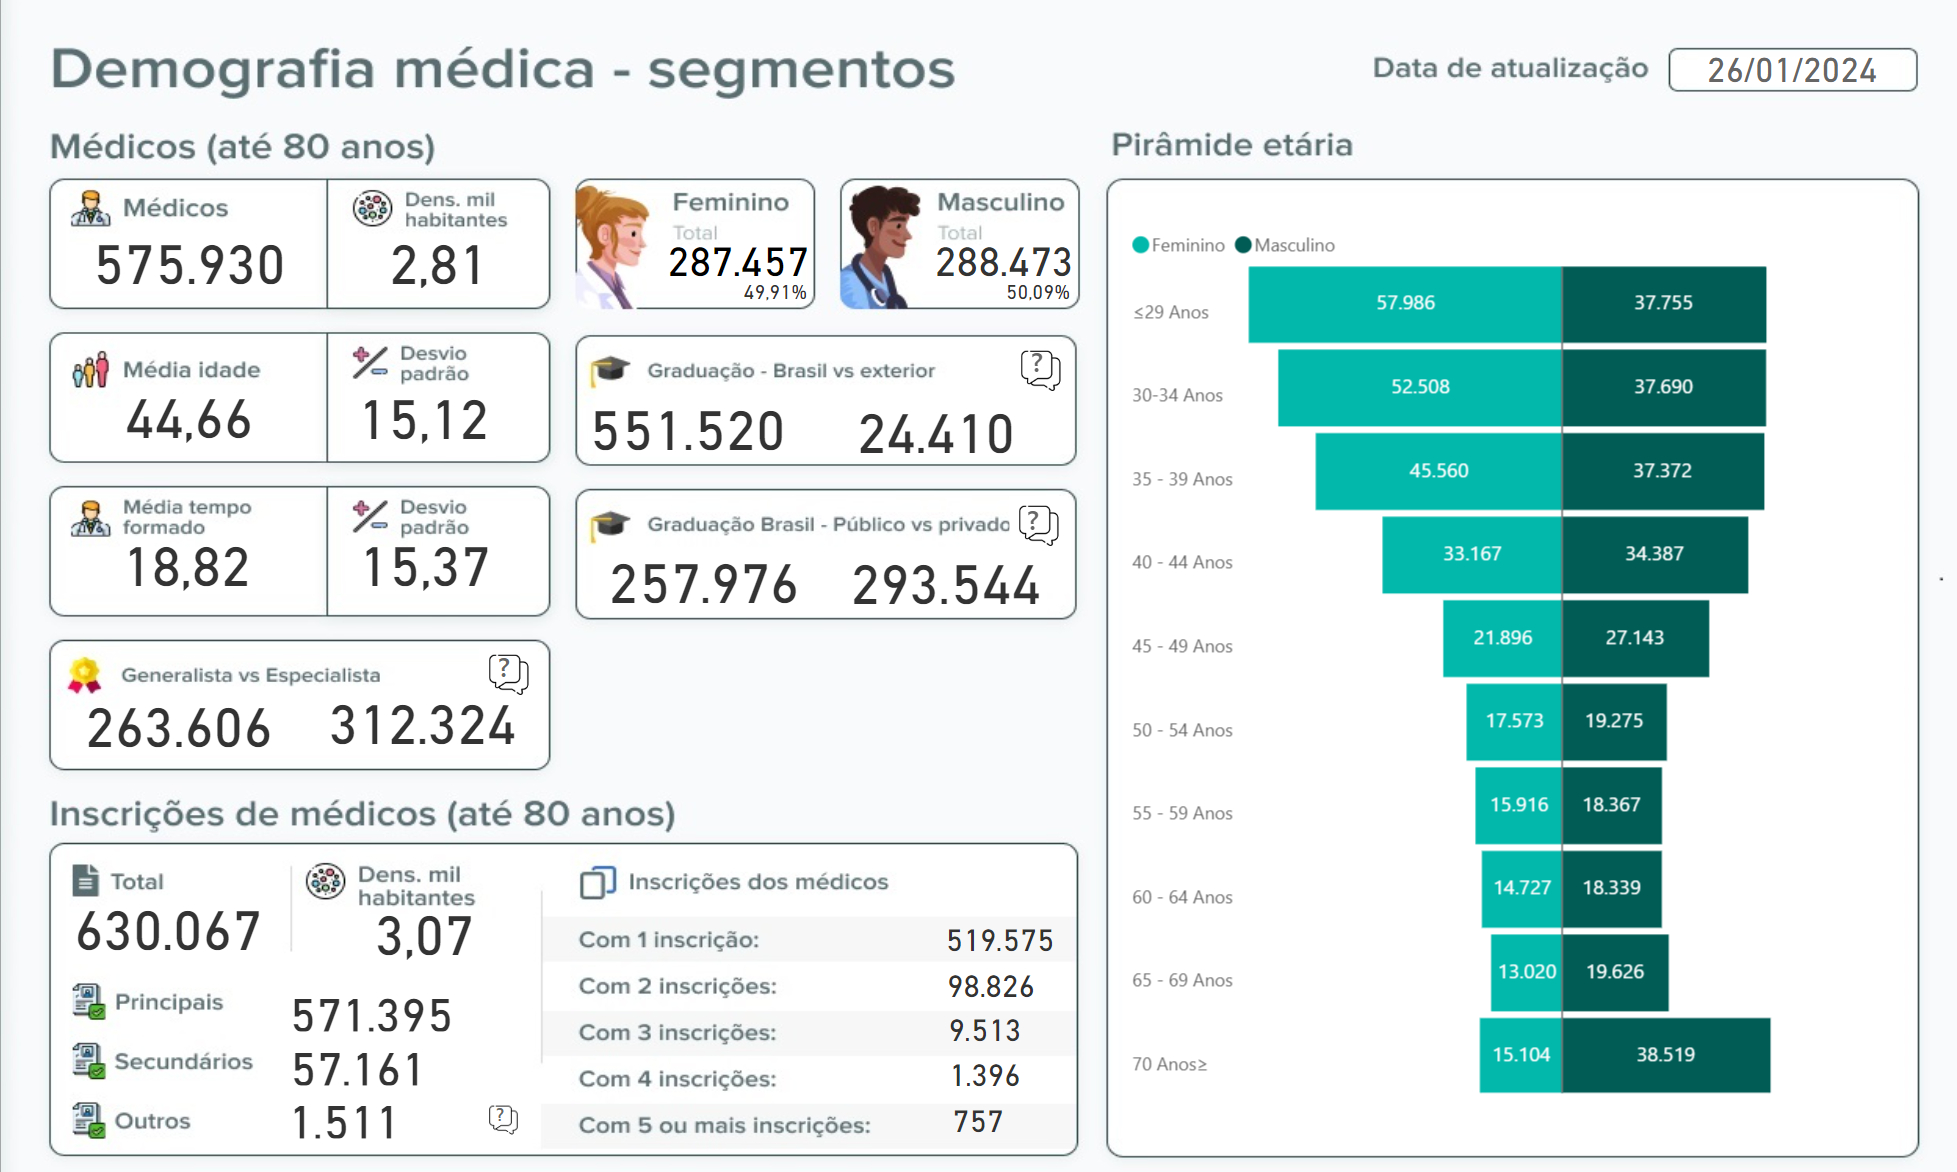 Demografia médica - segmentos
Data de atualização 26/01/2024
Médicos (até 80 anos)
Médicos
575.930
Dens. mil
habitantes
2,81
Feminino
Total
287.457
49,91%
Masculino
Total
288.473
50,09%
Média idade
44,66
Desvio
padrão
15,12
Graduação - Brasil vs exterior
?
551.520 24.410
Média tempo
formado
18,82
Desvio
padrão
15,37
Graduação Brasil - Público vs privado
?
257.976 293.544
Generalista vs Especialista
?
263.606 312.324
Inscrições de médicos (até 80 anos)
Total
630.067
Dens. mil
habitantes
3,07
Principais 571.395
Secundários 57.161
Outros 1.511
?
Inscrições dos médicos
Com 1 inscrição: 519.575
Com 2 inscrições: 98.826
Com 3 inscrições: 9.513
Com 4 inscrições: 1.396
Com 5 ou mais inscrições: 757
Pirâmide etária
Feminino Masculino
≤29 Anos 57.986 37.755
30-34 Anos 52.508 37.690
35 - 39 Anos 45.560 37.372
40 - 44 Anos 33.167 34.387
45 - 49 Anos 21.896 27.143
50 - 54 Anos 17.573 19.275
55 - 59 Anos 15.916 18.367
60 - 64 Anos 14.727 18.339
65 - 69 Anos 13.020 19.626
70 Anos≥ 15.104 38.519